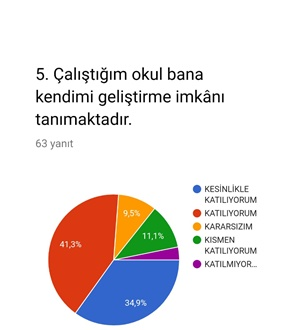 5. Çalıştığım okul bana
kendimi geliştirme imkânı
tanımaktadır.
63 yanıt
KESİNLİKLE
KATILIYORUM
KATILIYORUM
KARARSIZIM
KISMEN
KATILIYORUM
KATILMIYOR...
9,5%
11,1%
41,3%
34,9%